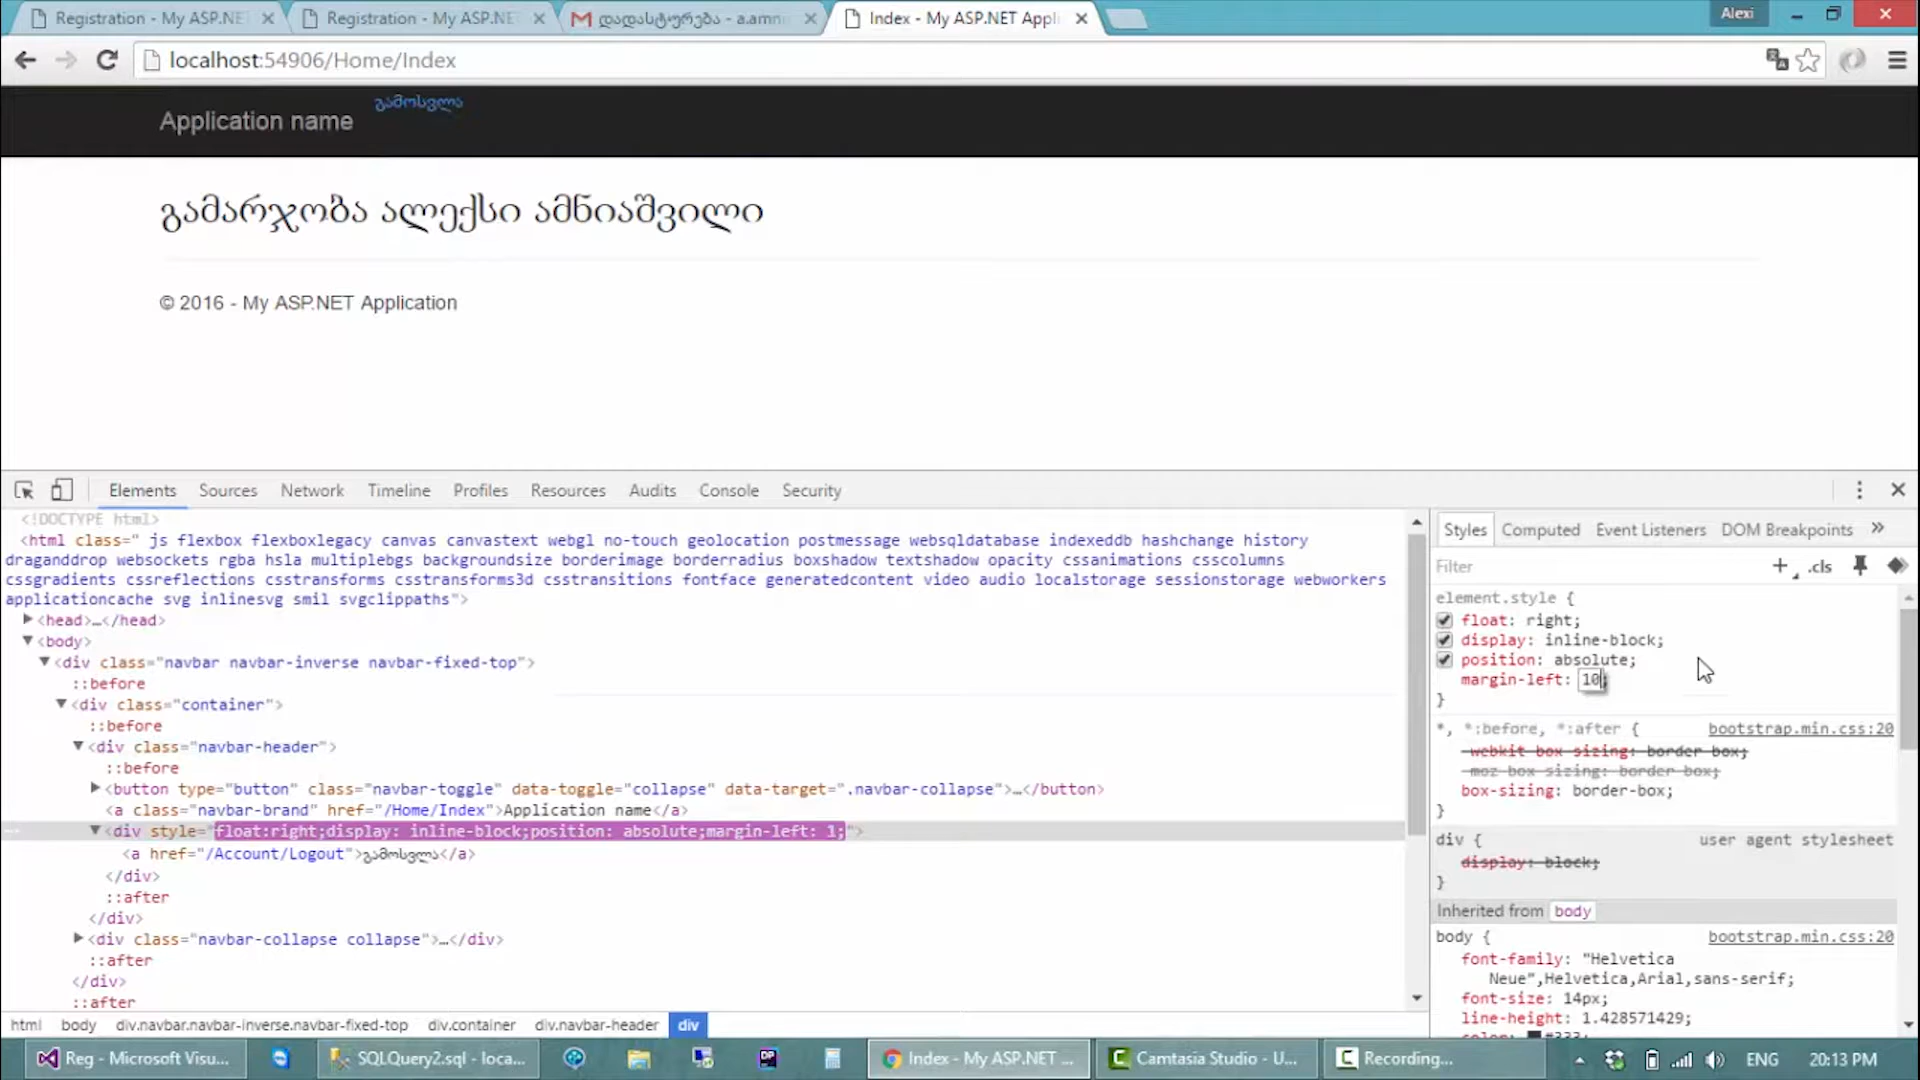 Registration - My ASP.NE
Registration - My ASP.NE
დადასტურება - a.amni
Index - My ASP.NET Appli
Alexi
localhost:54906/Home/Index
Application name
გამოსვლა
გამარჯობა ალექსი ამნიაშვილი
© 2016 - My ASP.NET Application
Elements Sources Network Timeline Profiles Resources Audits Console Security
<!DOCTYPE html>
<html class=" js flexbox flexboxlegacy canvas canvastext webgl no-touch geolocation postmessage websqldatabase indexeddb hashchange history
draganddrop websockets rgba hsla multiplebgs backgroundsize borderimage borderradius boxshadow textshadow opacity cssanimations csscolumns
cssgradients cssreflections csstransforms csstransforms3d csstransitions fontface generatedcontent video audio localstorage sessionstorage webworkers
applicationcache svg inlinesvg smil svgclippaths">
<head>…</head>
<body>
<div class="navbar navbar-inverse navbar-fixed-top">
::before
<div class="container">
::before
<div class="navbar-header">
::before
<button type="button" class="navbar-toggle" data-toggle="collapse" data-target=".navbar-collapse">…</button>
<a class="navbar-brand" href="/Home/Index">Application name</a>
<div style="float:right;display: inline-block;position: absolute;margin-left: 1;">
<a href="/Account/Logout">გამოსვლა</a>
</div>
::after
</div>
<div class="navbar-collapse collapse">…</div>
::after
</div>
::after
html body div.navbar.navbar-inverse.navbar-fixed-top div.container div.navbar-header div
Styles Computed Event Listeners DOM Breakpoints »
Filter
+ .cls
element.style {
float: right;
display: inline-block;
position: absolute;
margin-left: 10;
}
*, *:before, *:after {
bootstrap.min.css:20
-webkit-box-sizing: border-box;
-moz-box-sizing: border-box;
box-sizing: border-box;
}
div {
user agent stylesheet
display: block;
}
Inherited from body
body {
bootstrap.min.css:20
font-family: "Helvetica
Neue",Helvetica,Arial,sans-serif;
font-size: 14px;
line-height: 1.428571429;
color: #333;
Reg - Microsoft Visu...
SQLQuery2.sql - loca...
DP
Index - My ASP.NET ...
Camtasia Studio - U...
Recording...
ENG
20:13 PM